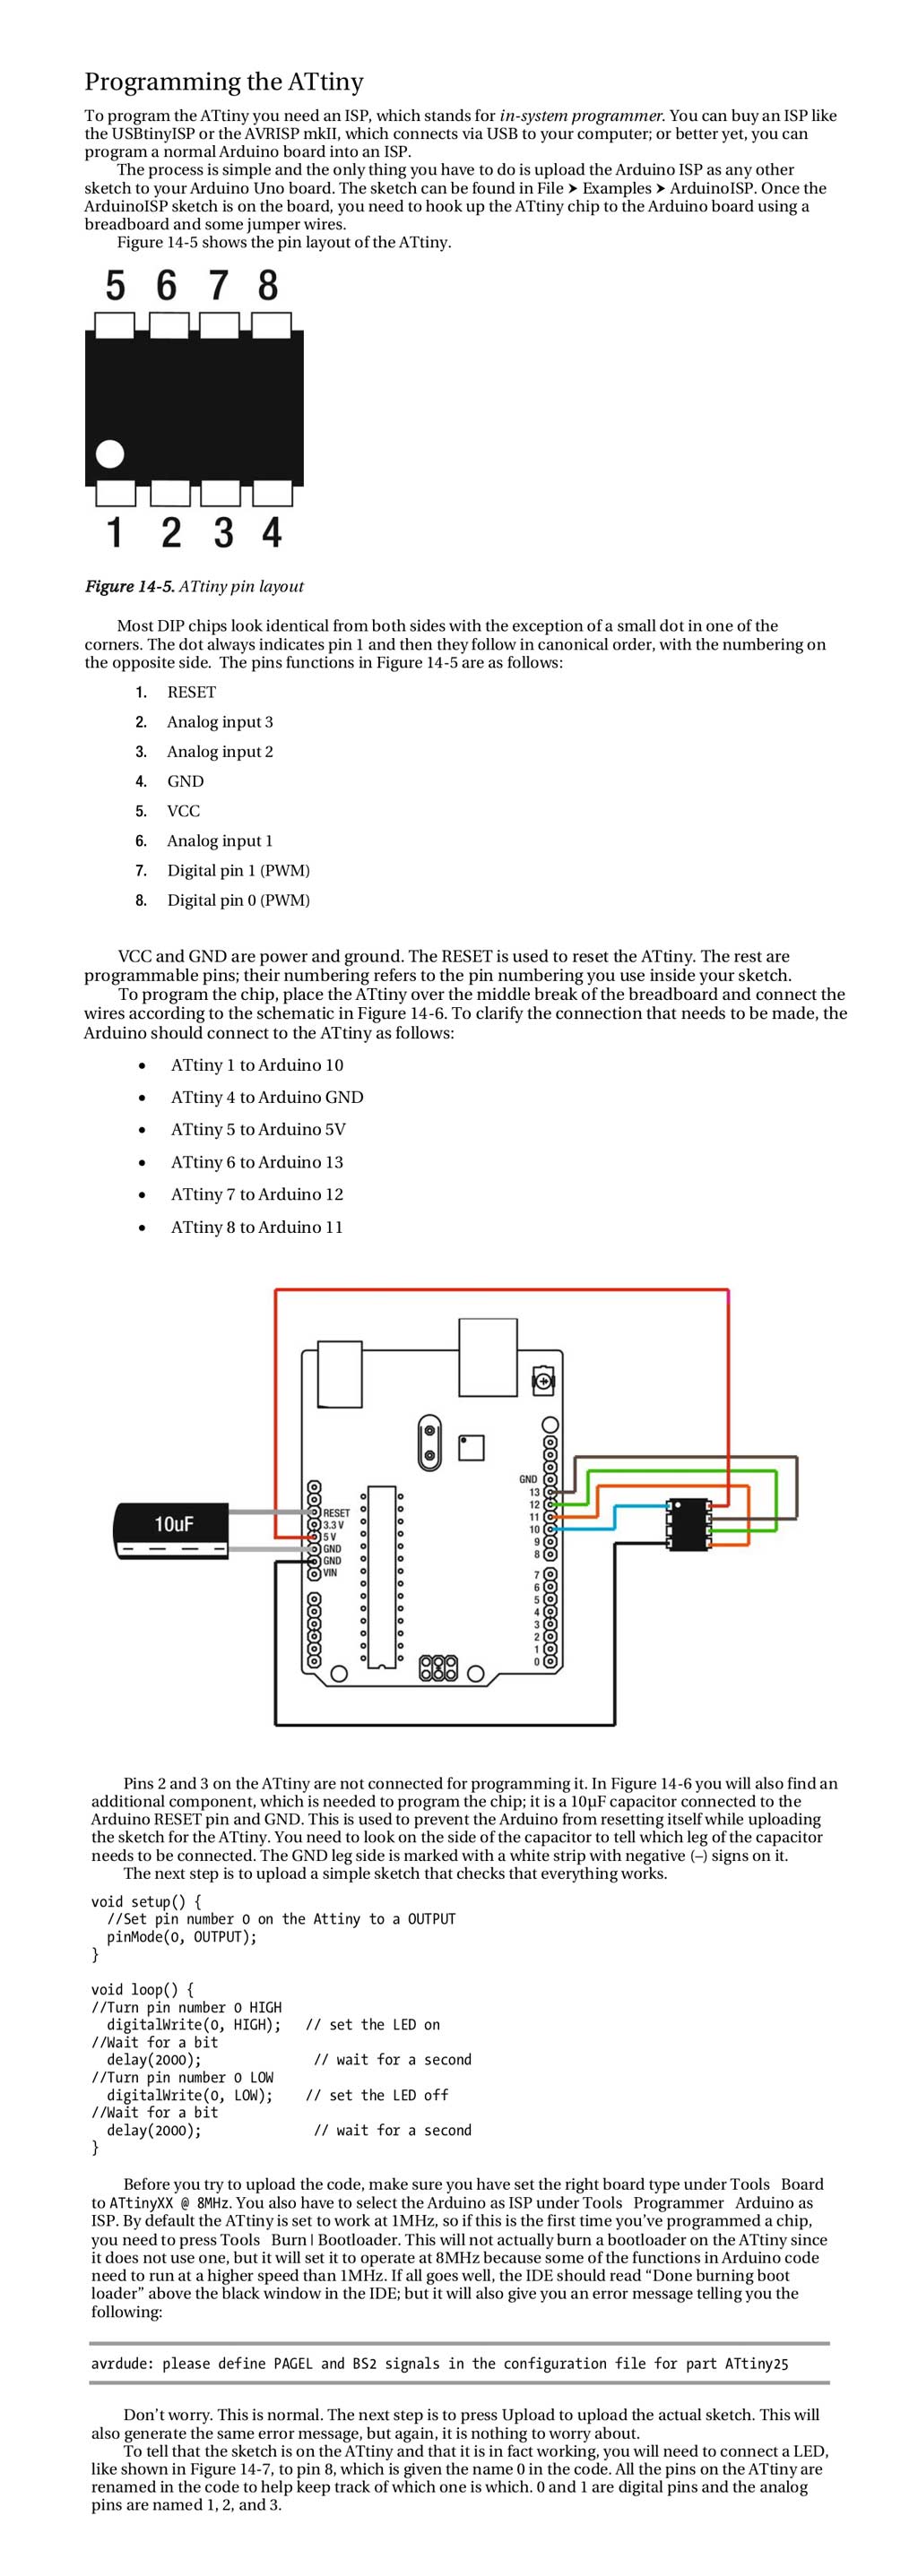 Programming the ATtiny
To program the ATtiny you need an ISP, which stands for in-system programmer. You can buy an ISP like
the USBtinyISP or the AVRISP mkII, which connects via USB to your computer; or better yet, you can
program a normal Arduino board into an ISP.
The process is simple and the only thing you have to do is upload the Arduino ISP as any other
sketch to your Arduino Uno board. The sketch can be found in File ➤ Examples ➤ ArduinoISP. Once the
ArduinoISP sketch is on the board, you need to hook up the ATtiny chip to the Arduino board using a
breadboard and some jumper wires.
Figure 14-5 shows the pin layout of the ATtiny.
5 6 7 8
1 2 3 4
Figure 14-5. ATtiny pin layout
Most DIP chips look identical from both sides with the exception of a small dot in one of the
corners. The dot always indicates pin 1 and then they follow in canonical order, with the numbering on
the opposite side. The pins functions in Figure 14-5 are as follows:
1. RESET
2. Analog input 3
3. Analog input 2
4. GND
5. VCC
6. Analog input 1
7. Digital pin 1 (PWM)
8. Digital pin 0 (PWM)
VCC and GND are power and ground. The RESET is used to reset the ATtiny. The rest are
programmable pins; their numbering refers to the pin numbering you use inside your sketch.
To program the chip, place the ATtiny over the middle break of the breadboard and connect the
wires according to the schematic in Figure 14-6. To clarify the connection that needs to be made, the
Arduino should connect to the ATtiny as follows:
• ATtiny 1 to Arduino 10
• ATtiny 4 to Arduino GND
• ATtiny 5 to Arduino 5V
• ATtiny 6 to Arduino 13
• ATtiny 7 to Arduino 12
• ATtiny 8 to Arduino 11
10uF
RESET
3.3 V
5 V
GND
GND
VIN
GND
13
12
11
10
9
8
7
6
5
4
3
2
1
0
Pins 2 and 3 on the ATtiny are not connected for programming it. In Figure 14-6 you will also find an
additional component, which is needed to program the chip; it is a 10µF capacitor connected to the
Arduino RESET pin and GND. This is used to prevent the Arduino from resetting itself while uploading
the sketch for the ATtiny. You need to look on the side of the capacitor to tell which leg of the capacitor
needs to be connected. The GND leg side is marked with a white strip with negative (–) signs on it.
The next step is to upload a simple sketch that checks that everything works.
void setup() {
//Set pin number 0 on the Attiny to a OUTPUT
pinMode(0, OUTPUT);
}
void loop() {
//Turn pin number 0 HIGH
digitalWrite(0, HIGH); // set the LED on
//Wait for a bit
delay(2000); // wait for a second
//Turn pin number 0 LOW
digitalWrite(0, LOW); // set the LED off
//Wait for a bit
delay(2000); // wait for a second
}
Before you try to upload the code, make sure you have set the right board type under Tools Board
to ATtinyXX @ 8MHz. You also have to select the Arduino as ISP under Tools Programmer Arduino as
ISP. By default the ATtiny is set to work at 1MHz, so if this is the first time you've programmed a chip,
you need to press Tools Burn | Bootloader. This will not actually burn a bootloader on the ATtiny since
it does not use one, but it will set it to operate at 8MHz because some of the functions in Arduino code
need to run at a higher speed than 1MHz. If all goes well, the IDE should read “Done burning boot
loader” above the black window in the IDE; but it will also give you an error message telling you the
following:
avrdude: please define PAGEL and BS2 signals in the configuration file for part ATtiny25
Don't worry. This is normal. The next step is to press Upload to upload the actual sketch. This will
also generate the same error message, but again, it is nothing to worry about.
To tell that the sketch is on the ATtiny and that it is in fact working, you will need to connect a LED,
like shown in Figure 14-7, to pin 8, which is given the name 0 in the code. All the pins on the ATtiny are
renamed in the code to help keep track of which one is which. 0 and 1 are digital pins and the analog
pins are named 1, 2, and 3.